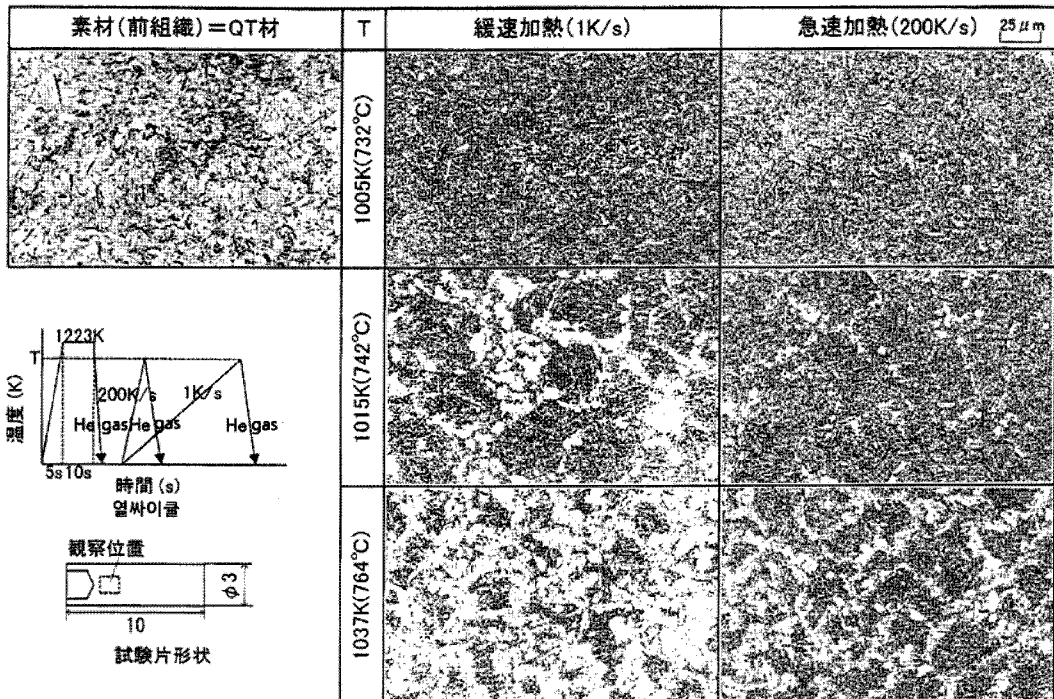 素材(前組織)=QT材
T
緩速加熱(1K/s)
急速加熱(200K/s)
25μm
1005K(732°C)
1015K(742°C)
1037K(764°C)
1223K
T
200K/s
1K/s
He gas
He gas
He gas
温度(K)
5s
10s
時間(s)
열싸이클
観察位置
φ3
10
試験片形状